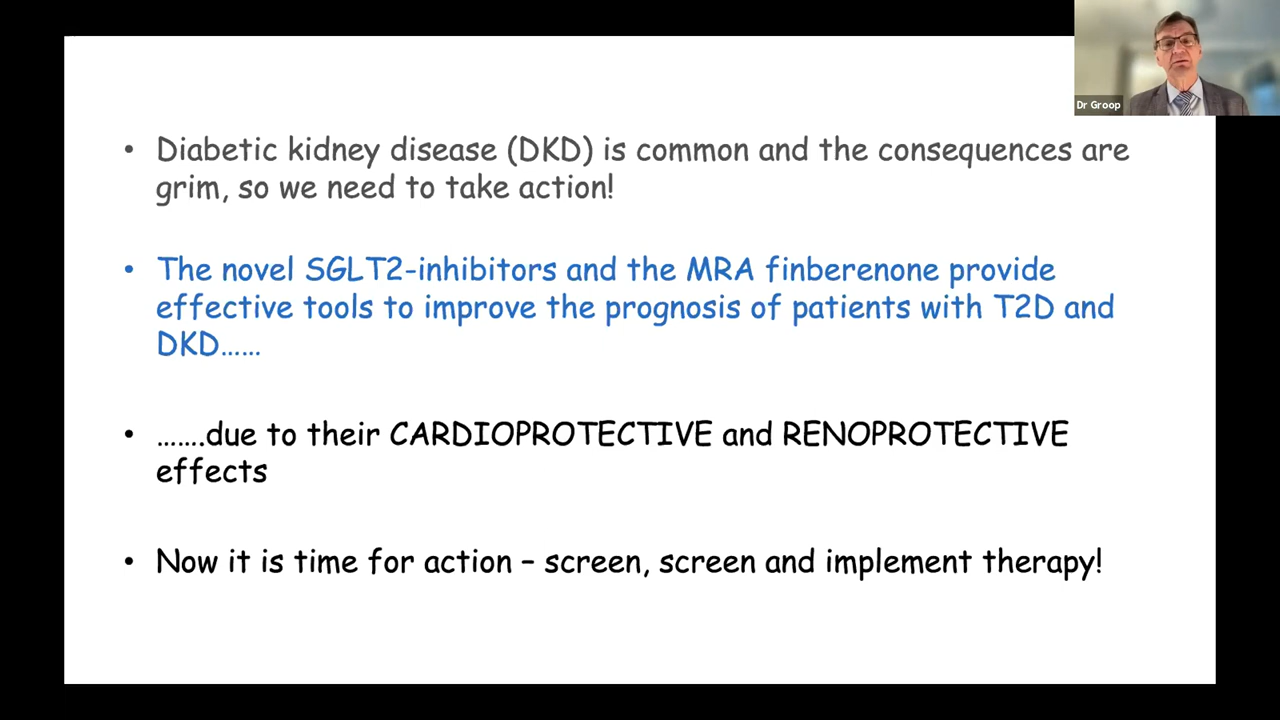 Dr Groop
• Diabetic kidney disease (DKD) is common and the consequences are
grim, so we need to take action!
• The novel SGLT2-inhibitors and the MRA finberenone provide
effective tools to improve the prognosis of patients with T2D and
DKD......
• .......due to their CARDIOPROTECTIVE and RENOPROTECTIVE
effects
• Now it is time for action – screen, screen and implement therapy!